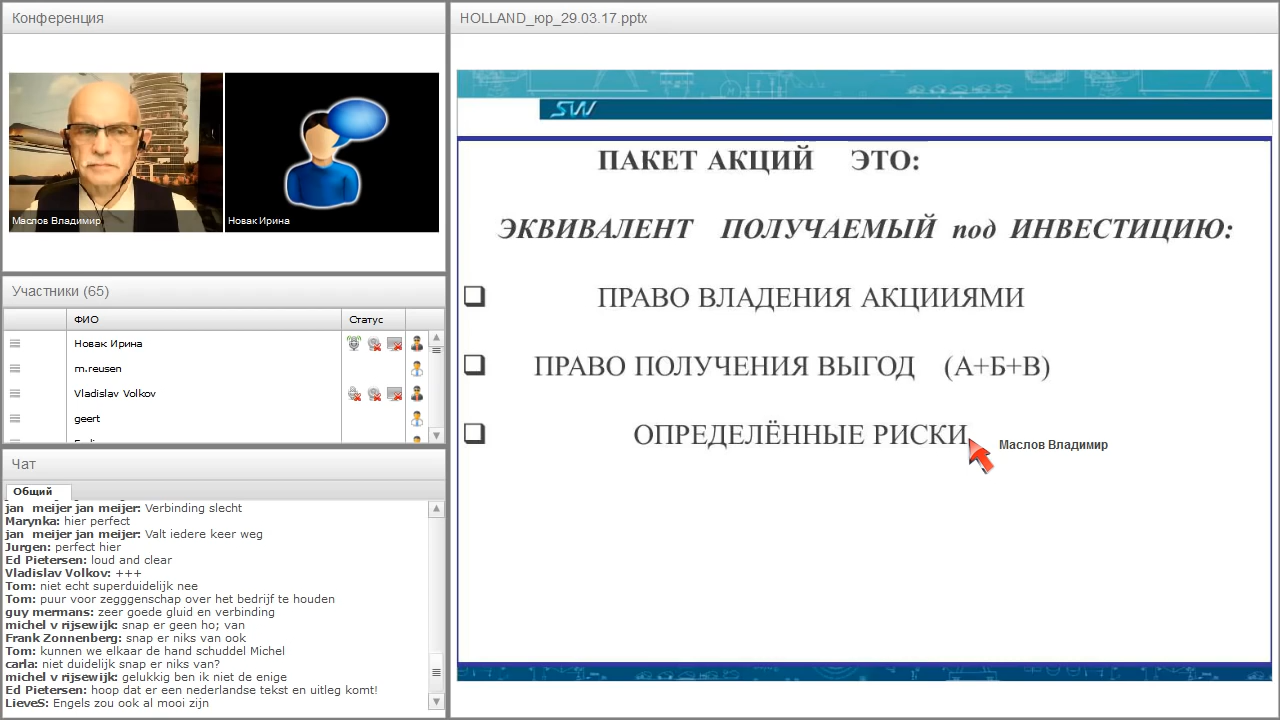 Конференция
Маслов Владимир
Новак Ирина
Участники (65)
ФИО
Статус
Новак Ирина
m.reusen
Vladislav Volkov
geert
Чат
Общий
jan meijer jan meijer: Verbinding slecht
Marynka: hier perfect
jan meijer jan meijer: Valt iedere keer weg
Jurgen: perfect hier
Ed Pietersen: loud and clear
Vladislav Volkov: +++
Tom: niet echt superduidelijk nee
Tom: puur voor zegggenschap over het bedrijf te houden
guy mermans: zeer goede gluid en verbinding
michel v rijsewijk: snap er geen ho; van
Frank Zonnenberg: snap er niks van ook
Tom: kunnen we elkaar de hand schuddel Michel
carla: niet duidelijk snap er niks van?
michel v rijsewijk: gelukkig ben ik niet de enige
Ed Pietersen: hoop dat er een nederlandse tekst en uitleg komt!
LieveS: Engels zou ook al mooi zijn
HOLLAND_юр_29.03.17.pptx
SW
ПАКЕТ АКЦИЙ ЭТО:
ЭКВИВАЛЕНТ ПОЛУЧАЕМЫЙ под ИНВЕСТИЦИЮ:
ПРАВО ВЛАДЕНИЯ АКЦИИЯМИ
ПРАВО ПОЛУЧЕНИЯ ВЫГОД (А+Б+В)
ОПРЕДЕЛЁННЫЕ РИСКИ
Маслов Владимир